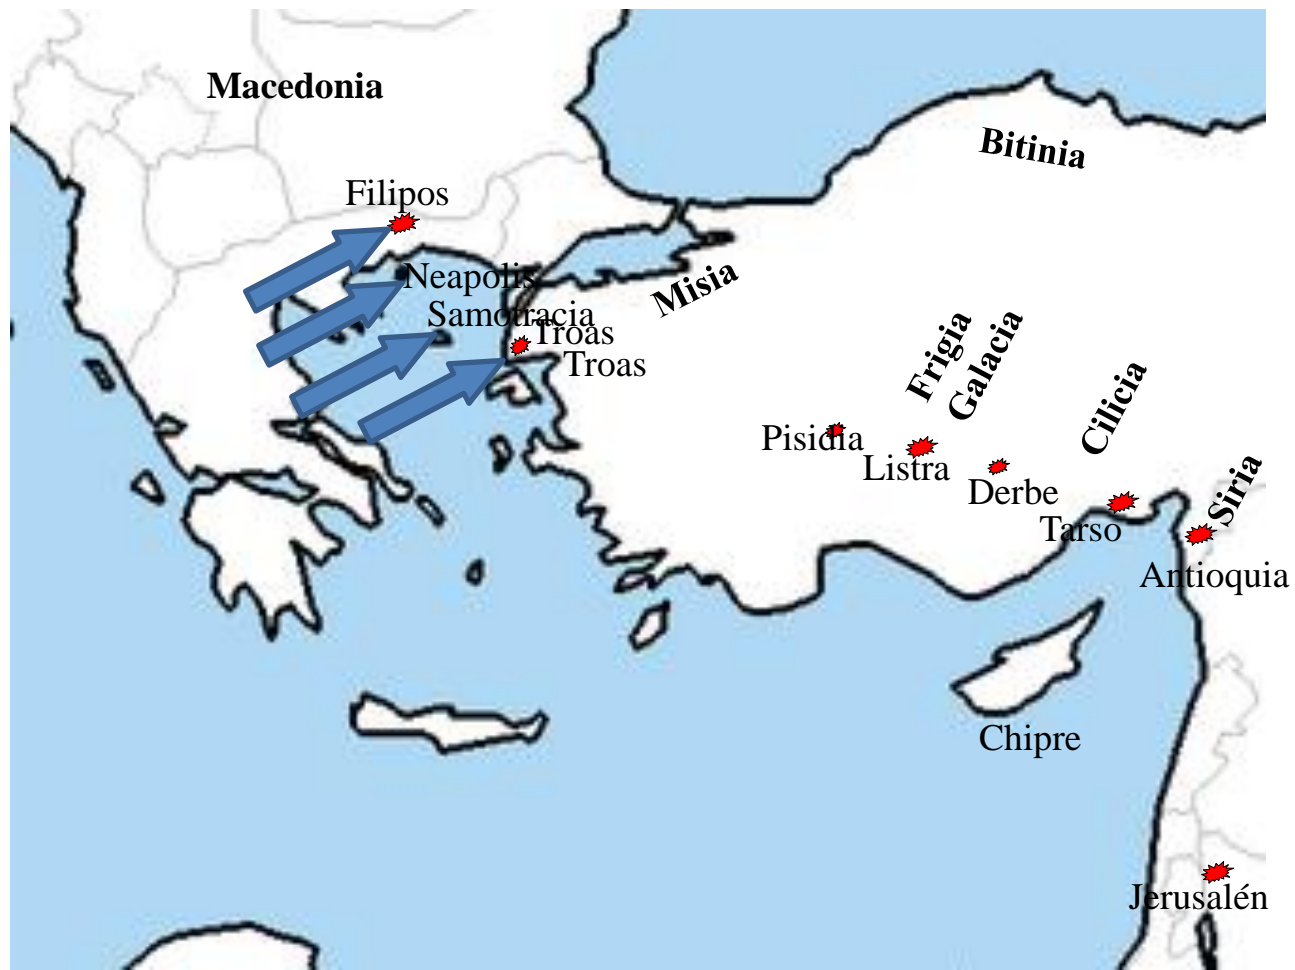 Macedonia
Bitinia
Filipos
Neapolis
Misia
Samotracia
Troas
Troas
Frigia
Galacia
Cilicia
Pisidia
Listra
Derbe
Siria
Tarso
Antioquia
Chipre
Jerusalén